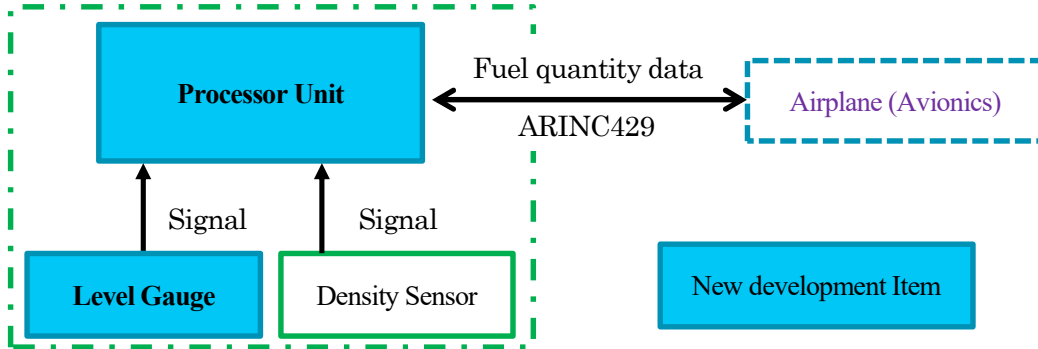 Processor Unit
Fuel quantity data
ARINC429
Airplane (Avionics)
Signal
Signal
Level Gauge
Density Sensor
New development Item